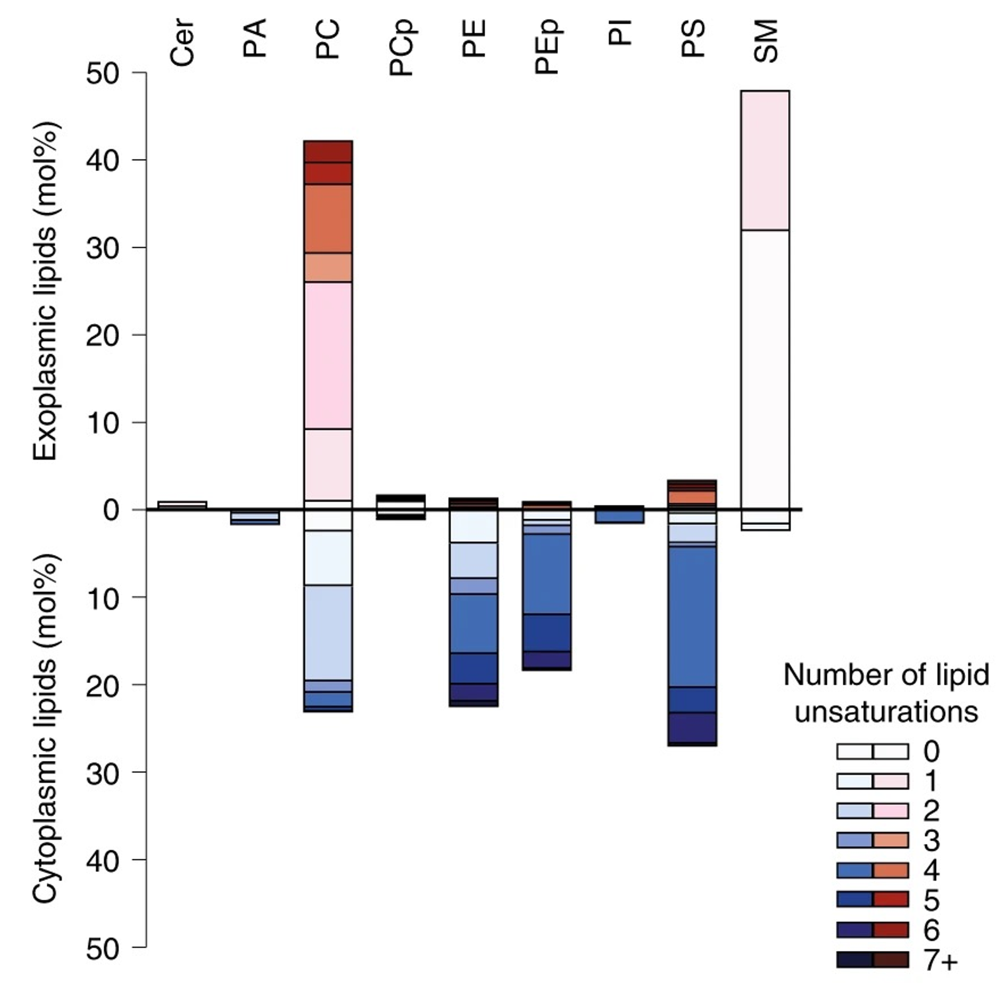 Cer
PA
PC
PCp
PE
PEp
PI
PS
SM
Exoplasmic lipids (mol%)
50
40
30
20
10
0
Cytoplasmic lipids (mol%)
10
20
30
40
50
Number of lipid
unsaturations
0
1
2
3
4
5
6
7+